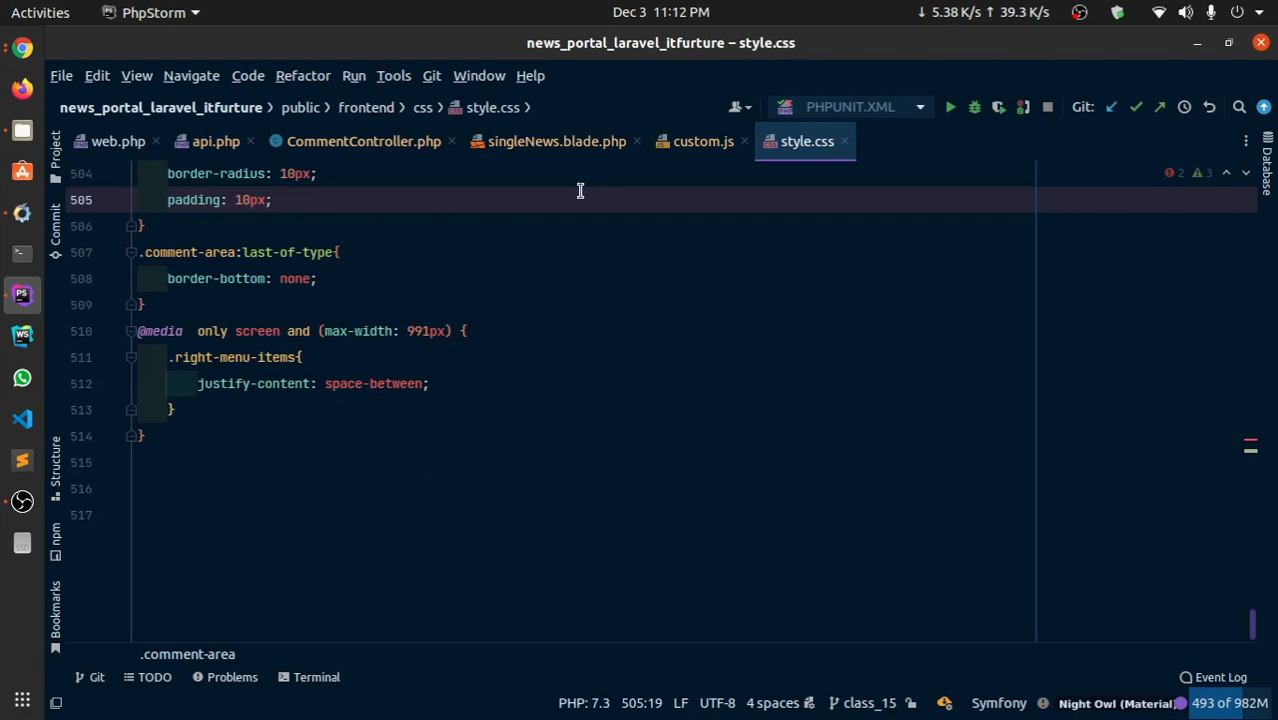 Activities PhpStorm Dec 3 11:12 PM ↓ 5.38 K/s ↑ 39.3 K/s
news_portal_laravel_itfurture – style.css
File Edit View Navigate Code Refactor Run Tools Git Window Help
news_portal_laravel_itfurture › public › frontend › css › style.css › PHPUNIT.XML Git:
web.php api.php CommentController.php singleNews.blade.php custom.js style.css
504 border-radius: 10px; 2 3
505 padding: 10px;
506 }
507 .comment-area:last-of-type{
508 border-bottom: none;
509 }
510 @media only screen and (max-width: 991px) {
511 .right-menu-items{
512 justify-content: space-between;
513 }
514 }
515
516
517
Project
Commit
Structure
npm
Bookmarks
Database
.comment-area
Git TODO Problems Terminal Event Log
PHP: 7.3 505:19 LF UTF-8 4 spaces class_15 Symfony Night Owl (Material) 493 of 982M